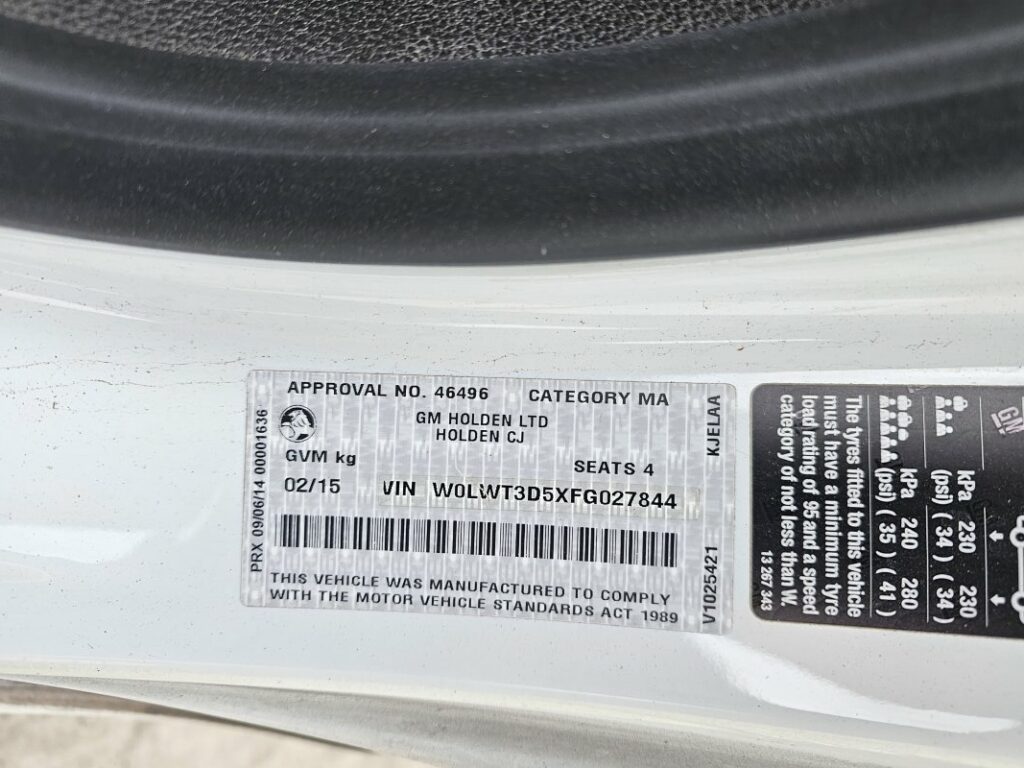 APPROVAL NO. 46496 CATEGORY MA
GM HOLDEN LTD
HOLDEN CJ
GVM kg SEATS 4
02/15 VIN W0LWT3D5XFG027844
THIS VEHICLE WAS MANUFACTURED TO COMPLY
WITH THE MOTOR VEHICLE STANDARDS ACT 1989
PRX 09/06/14 00001636
KJELAA
V1025421
GM
kPa 230 230
(psi) ( 34 ) ( 34 )
kPa 240 280
(psi) ( 35 ) ( 41 )
The tyres fitted to this vehicle
must have a minimum tyre
load rating of 95 and a speed
category of not less than W.
13 267 343